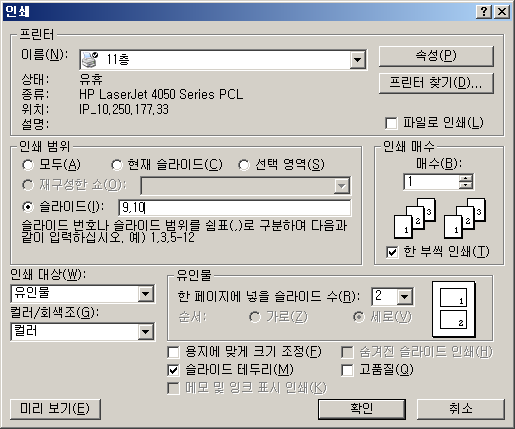 인쇄
프린터
이름(N): 11층 속성(P)
상태: 유휴 프린터 찾기(D)...
종류: HP LaserJet 4050 Series PCL
위치: IP_10,250,177,33
설명: 파일로 인쇄(L)
인쇄 범위
모두(A) 현재 슬라이드(C) 선택 영역(S)
재구성한 쇼(O):
슬라이드(I): 9,10
슬라이드 번호나 슬라이드 범위를 쉼표(,)로 구분하며 다음과
같이 입력하십시오. 예) 1,3,5-12
인쇄 매수
매수(B):
1
1 2 3 1 2 3
한 부씩 인쇄(T)
인쇄 대상(W):
유인물
컬러/회색조(G):
컬러
유인물
한 페이지에 넣을 슬라이드 수(R): 2
순서: 가로(Z) 세로(V)
1
2
용지에 맞게 크기 조정(F) 숨겨진 슬라이드 인쇄(H)
슬라이드 테두리(M) 고품질(Q)
메모 및 잉크 표시 인쇄(K)
미리 보기(E) 확인 취소